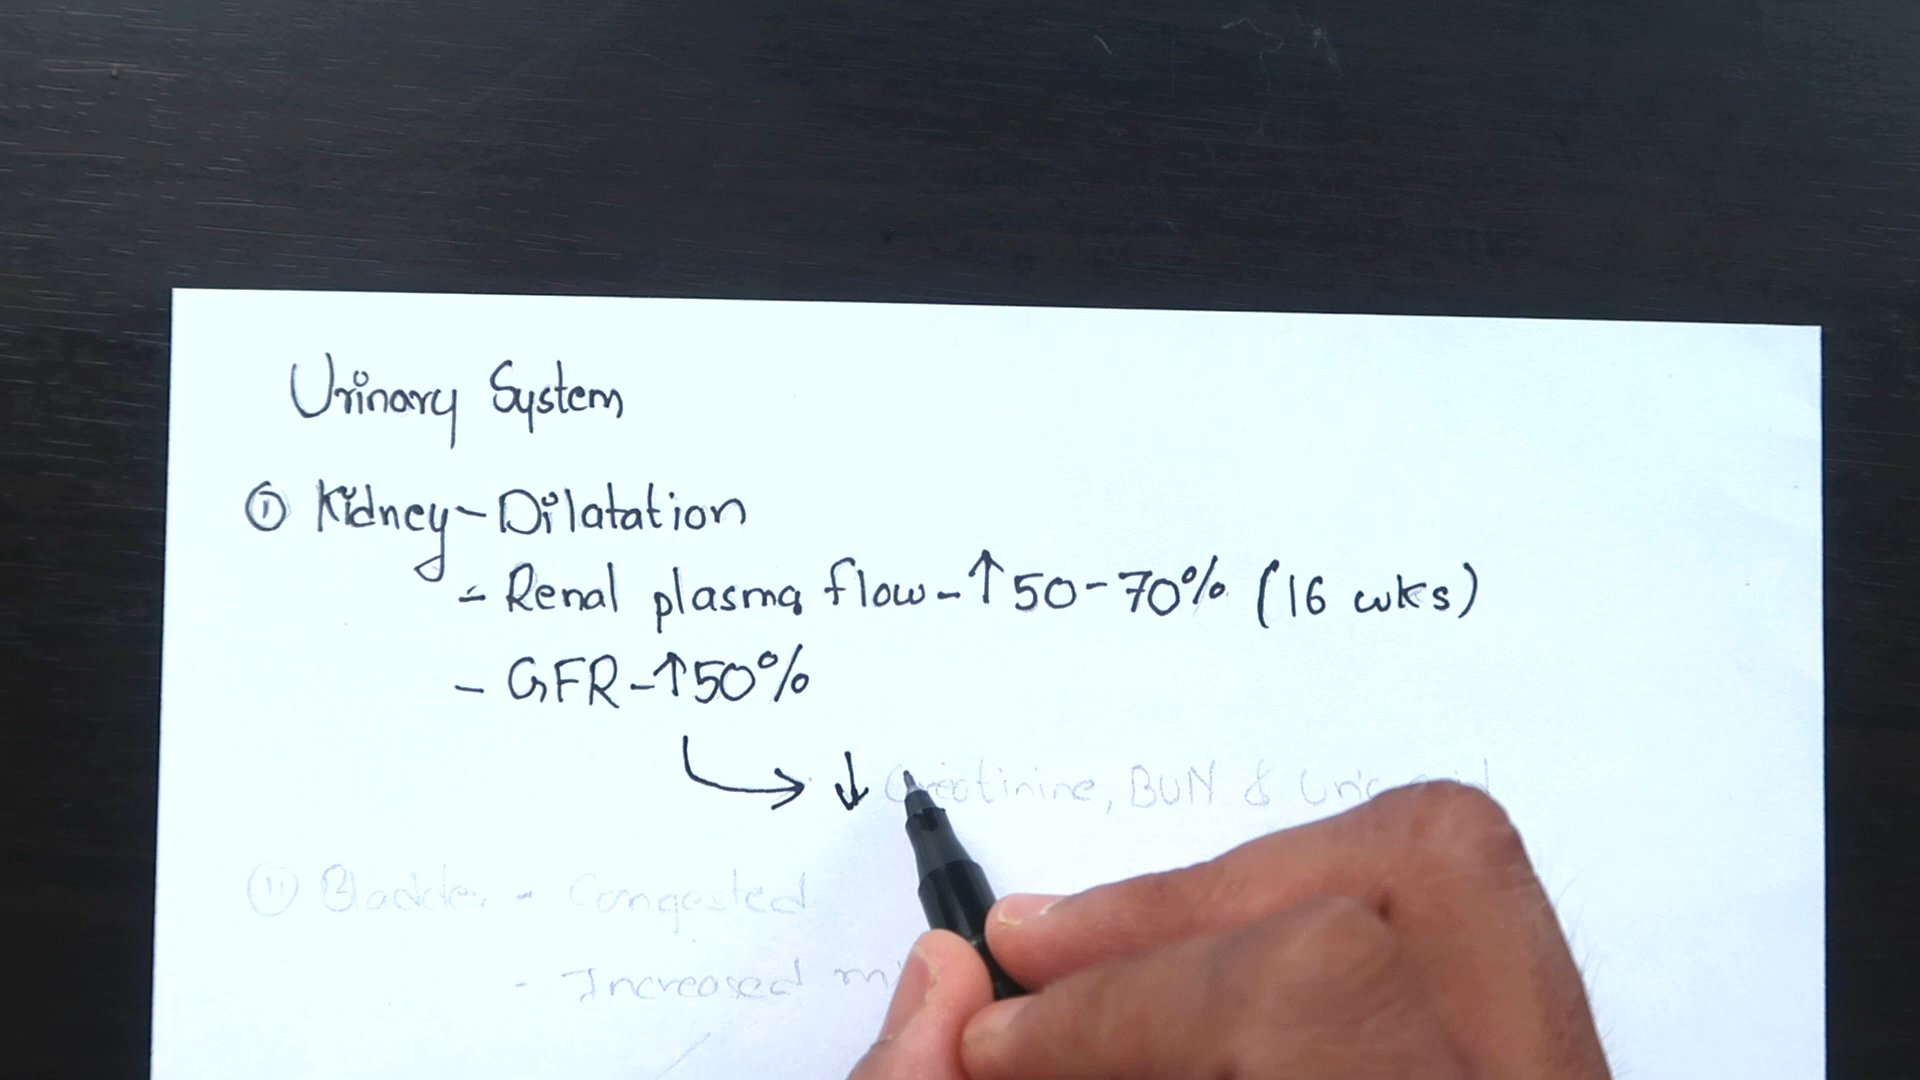 Urinary System
① Kidney - Dilatation
- Renal plasma flow - ↑ 50-70% (16 wks)
- GFR - ↑ 50%
→ ↓ Creatinine, BUN & Uric acid
⑪ Bladder - Congested
- Increased